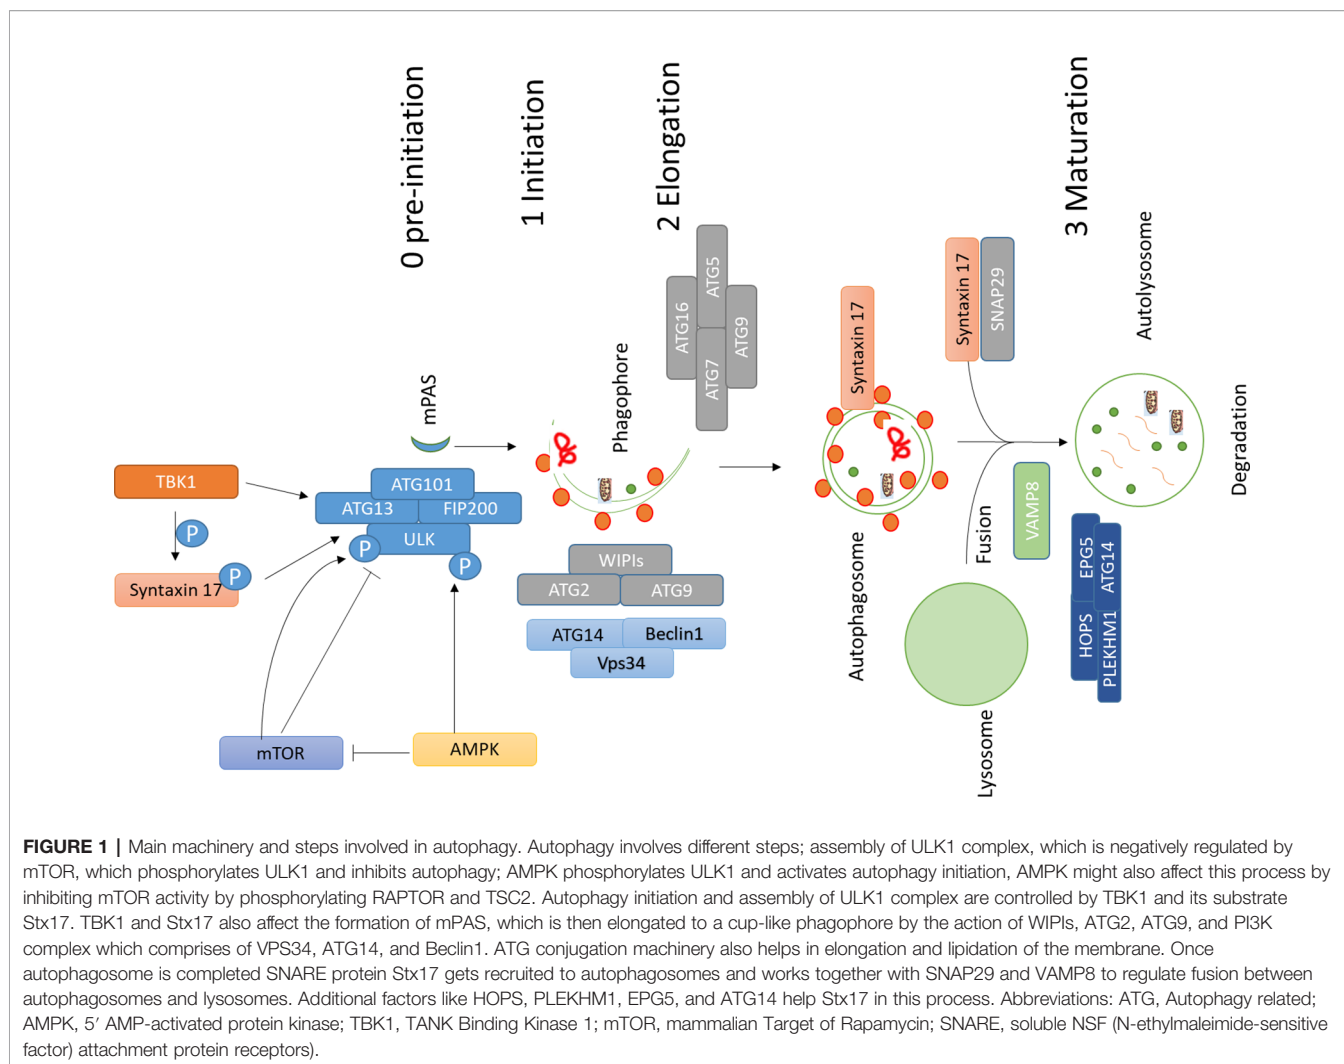 0 pre-initiation
1 Initiation
2 Elongation
3 Maturation
TBK1
P
Syntaxin 17
P
mPAS
ATG101
ATG13
FIP200
ULK
P
P
mTOR
AMPK
Phagophore
ATG16
ATG5
ATG7
ATG9
WIPIs
ATG2
ATG9
ATG14
Beclin1
Vps34
Syntaxin 17
Autophagosome
Syntaxin 17
SNAP29
Fusion
VAMP8
Lysosome
HOPS
EPG5
PLEKHM1
ATG14
Autolysosome
Degradation
FIGURE 1 | Main machinery and steps involved in autophagy. Autophagy involves different steps; assembly of ULK1 complex, which is negatively regulated by
mTOR, which phosphorylates ULK1 and inhibits autophagy; AMPK phosphorylates ULK1 and activates autophagy initiation, AMPK might also affect this process by
inhibiting mTOR activity by phosphorylating RAPTOR and TSC2. Autophagy initiation and assembly of ULK1 complex are controlled by TBK1 and its substrate
Stx17. TBK1 and Stx17 also affect the formation of mPAS, which is then elongated to a cup-like phagophore by the action of WIPIs, ATG2, ATG9, and PI3K
complex which comprises of VPS34, ATG14, and Beclin1. ATG conjugation machinery also helps in elongation and lipidation of the membrane. Once
autophagosome is completed SNARE protein Stx17 gets recruited to autophagosomes and works together with SNAP29 and VAMP8 to regulate fusion between
autophagosomes and lysosomes. Additional factors like HOPS, PLEKHM1, EPG5, and ATG14 help Stx17 in this process. Abbreviations: ATG, Autophagy related;
AMPK, 5′ AMP-activated protein kinase; TBK1, TANK Binding Kinase 1; mTOR, mammalian Target of Rapamycin; SNARE, soluble NSF (N-ethylmaleimide-sensitive
factor) attachment protein receptors).